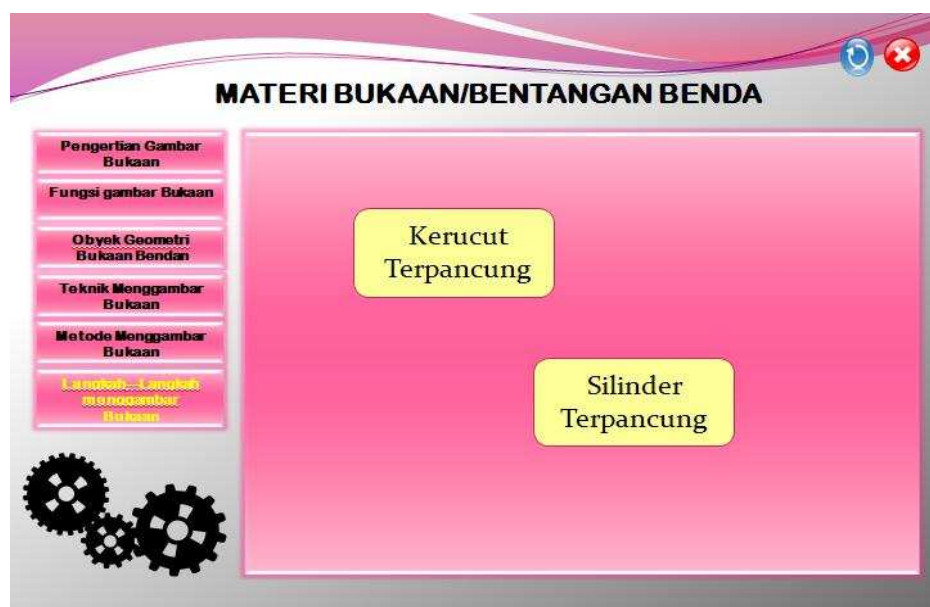 MATERI BUKAAN/BENTANGAN BENDA
Pengertian Gambar
Bukaan
Fungsi gambar Bukaan
Obyek Geometri
Bukaan Bendan
Teknik Menggambar
Bukaan
Metode Menggambar
Bukaan
Langkah--Langkah
menggambar
Bukaan
Kerucut
Terpancung
Silinder
Terpancung